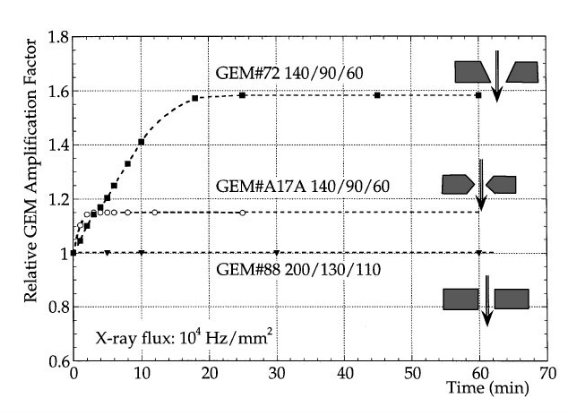 1.8
1.6
1.4
1.2
1
0.8
0.6
Relative GEM Amplification Factor
GEM#72 140/90/60
GEM#A17A 140/90/60
GEM#88 200/130/110
X-ray flux: 10⁴ Hz/mm²
0 10 20 30 40 50 60 70
Time (min)